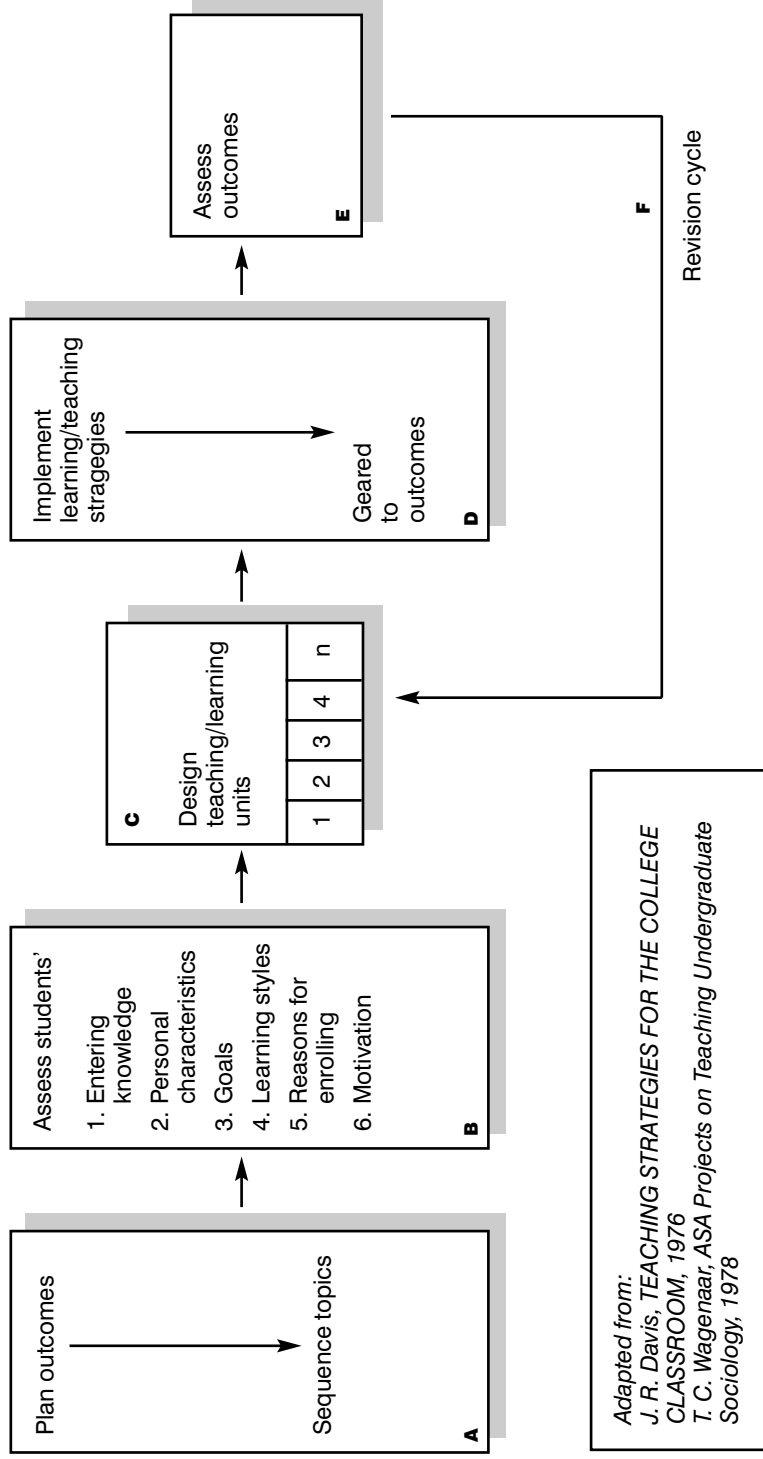 Plan outcomes
Sequence topics
A
Assess students'
1. Entering
knowledge
2. Personal
characteristics
3. Goals
4. Learning styles
5. Reasons for
enrolling
6. Motivation
B
C
Design
teaching/learning
units
1 2 3 4 n
Implement
learning/teaching
stragegies
Geared
to
outcomes
D
Assess
outcomes
E
F
Revision cycle
Adapted from:
J. R. Davis, TEACHING STRATEGIES FOR THE COLLEGE
CLASSROOM, 1976
T. C. Wagenaar, ASA Projects on Teaching Undergraduate
Sociology, 1978